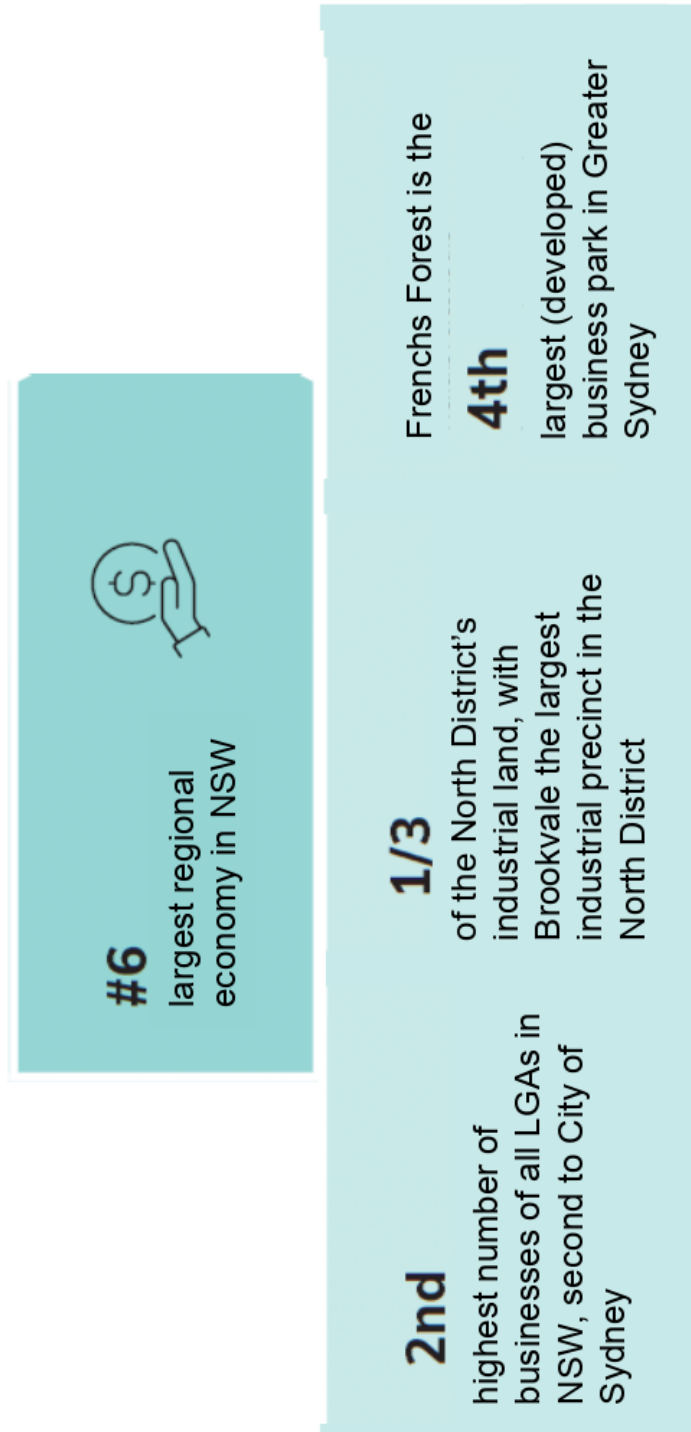 #6
largest regional
economy in NSW
$
2nd
highest number of
businesses of all LGAs in
NSW, second to City of
Sydney
1/3
of the North District's
industrial land, with
Brookvale the largest
industrial precinct in the
North District
Frenchs Forest is the
4th
largest (developed)
business park in Greater
Sydney